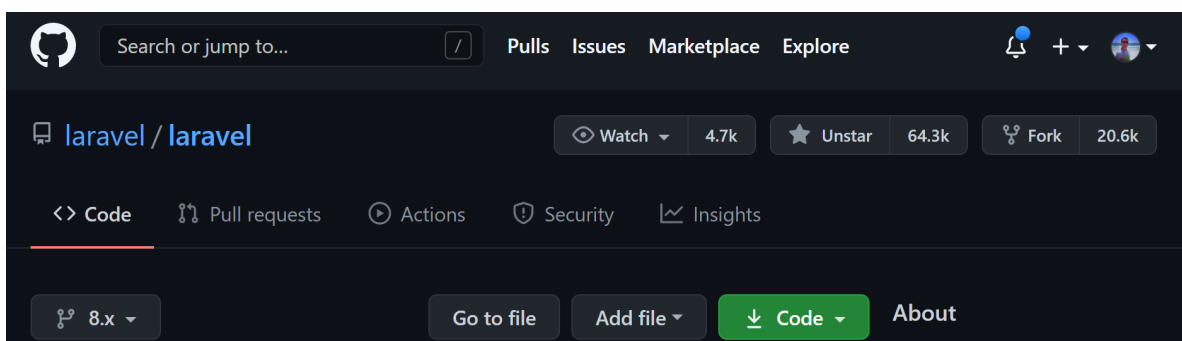 Search or jump to... / Pulls Issues Marketplace Explore
laravel / laravel Watch 4.7k Unstar 64.3k Fork 20.6k
<> Code Pull requests Actions Security Insights
8.x Go to file Add file Code About